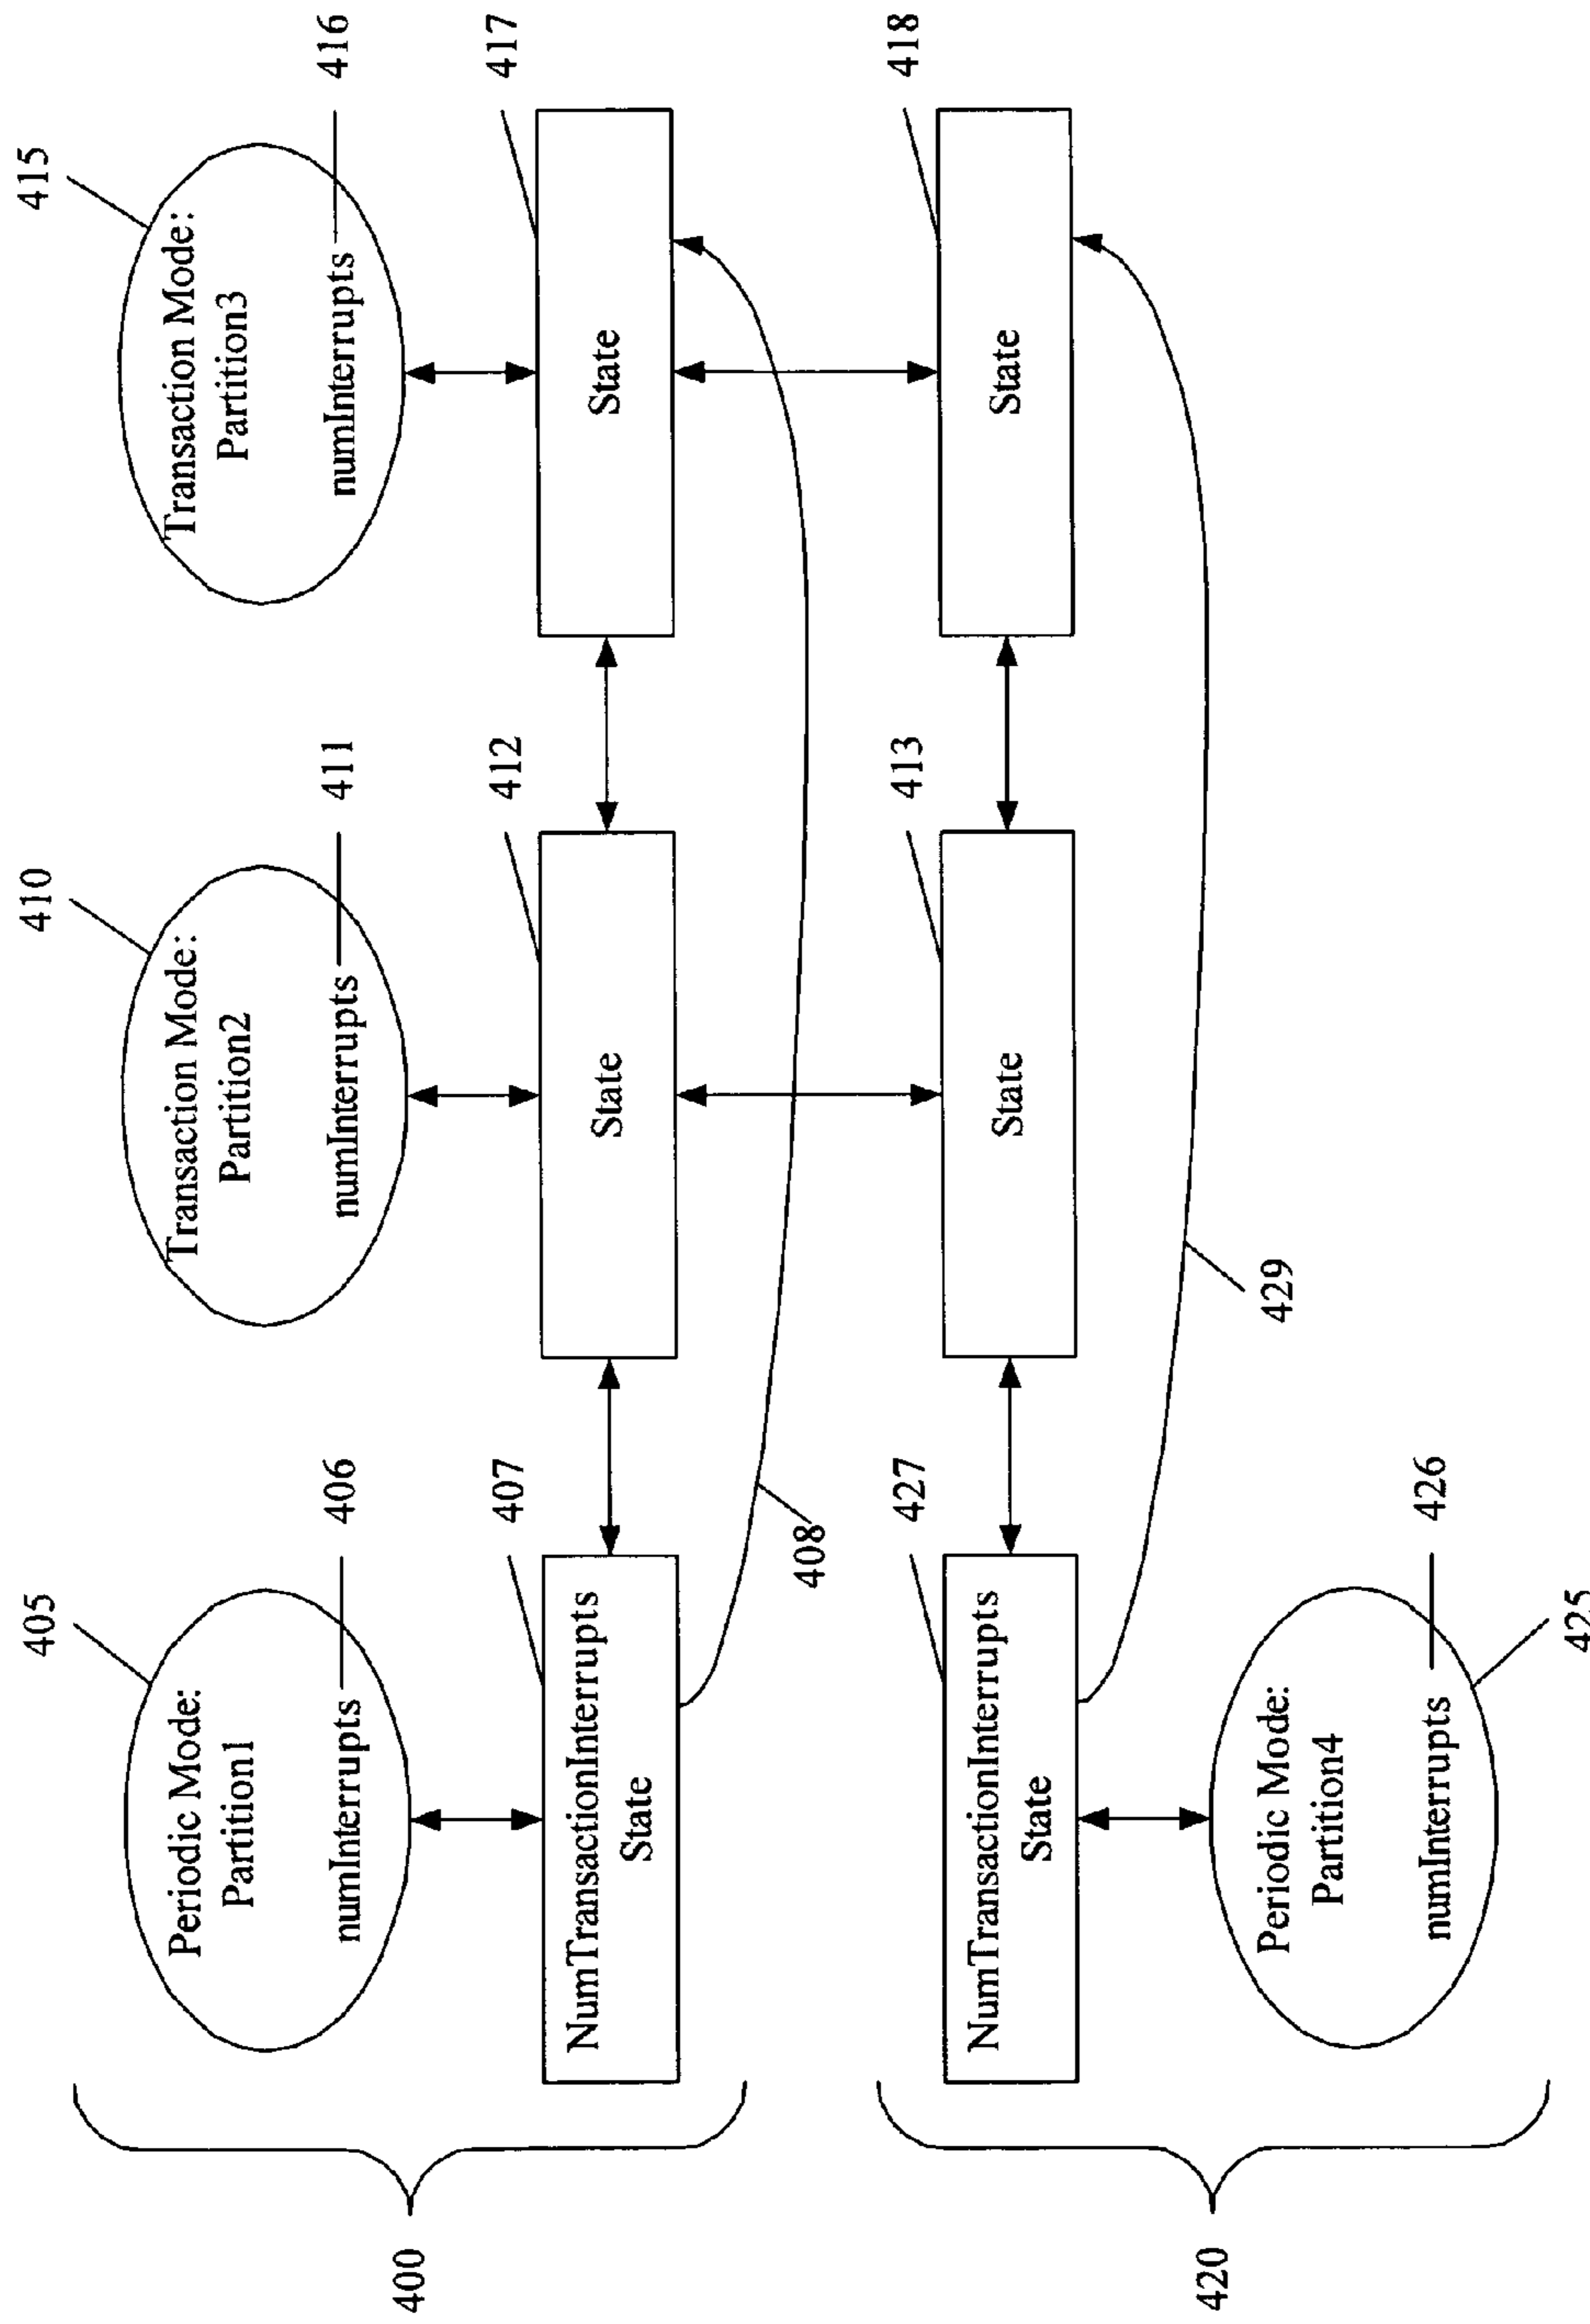 405
Periodic Mode:
Partition1
numInterrupts
406
410
Transaction Mode:
Partition2
numInterrupts
411
415
Transaction Mode:
Partition3
numInterrupts
416
400
407
NumTransactionInterrupts
State
412
State
417
State
408
427
NumTransactionInterrupts
State
413
State
418
State
420
429
Periodic Mode:
Partition4
numInterrupts
426
425